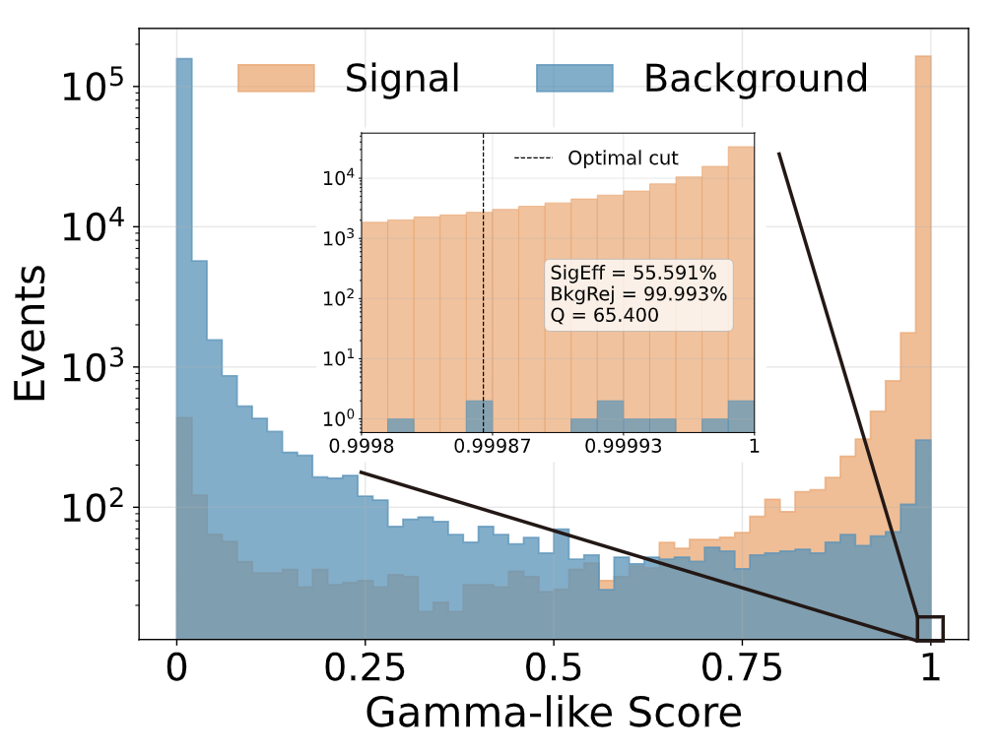 Signal
Background
Events
10^5
10^4
10^3
10^2
Optimal cut
10^4
10^3
10^2
10^1
10^0
SigEff = 55.591%
BkgRej = 99.993%
Q = 65.400
0.9998
0.99987
0.99993
1
0
0.25
0.5
0.75
1
Gamma-like Score